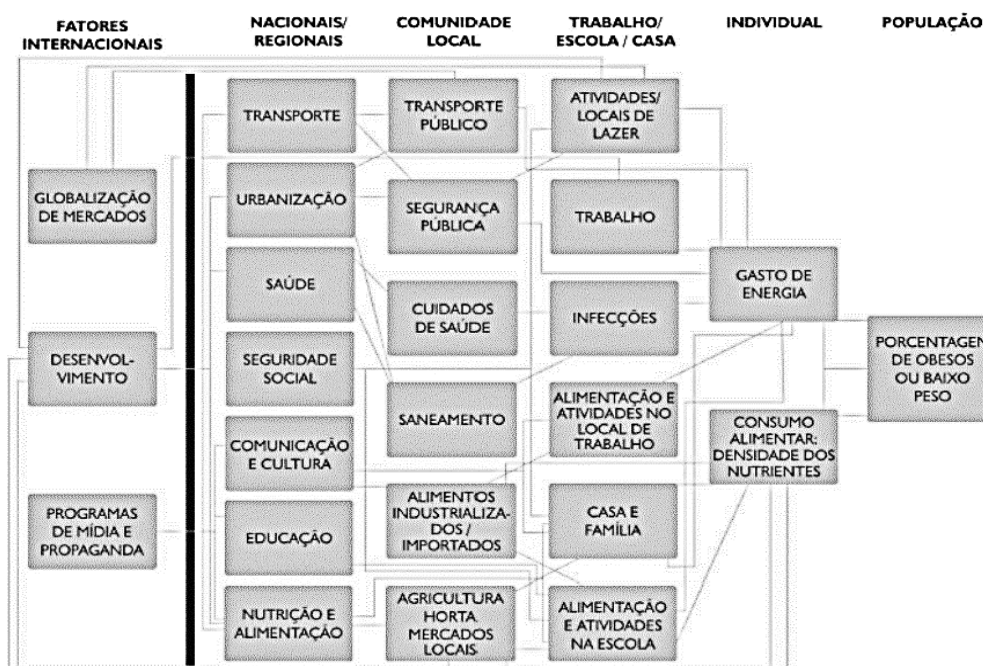 FATORES
INTERNACIONAIS
NACIONAIS/
REGIONAIS
COMUNIDADE
LOCAL
TRABALHO/
ESCOLA / CASA
INDIVIDUAL
POPULAÇÃO
GLOBALIZAÇÃO
DE MERCADOS
DESENVOL-
VIMENTO
PROGRAMAS
DE MÍDIA E
PROPAGANDA
TRANSPORTE
URBANIZAÇÃO
SAÚDE
SEGURIDADE
SOCIAL
COMUNICAÇÃO
E CULTURA
EDUCAÇÃO
NUTRIÇÃO E
ALIMENTAÇÃO
TRANSPORTE
PÚBLICO
SEGURANÇA
PÚBLICA
CUIDADOS
DE SAÚDE
SANEAMENTO
ALIMENTOS
INDUSTRIALIZA-
DOS /
IMPORTADOS
AGRICULTURA
HORTA
MERCADOS
LOCAIS
ATIVIDADES/
LOCAIS DE
LAZER
TRABALHO
INFECÇÕES
ALIMENTAÇÃO E
ATIVIDADES NO
LOCAL DE
TRABALHO
CASA E
FAMÍLIA
ALIMENTAÇÃO
E ATIVIDADES
NA ESCOLA
GASTO DE
ENERGIA
CONSUMO
ALIMENTAR:
DENSIDADE DOS
NUTRIENTES
PORCENTAGEM
DE OBESOS
OU BAIXO
PESO